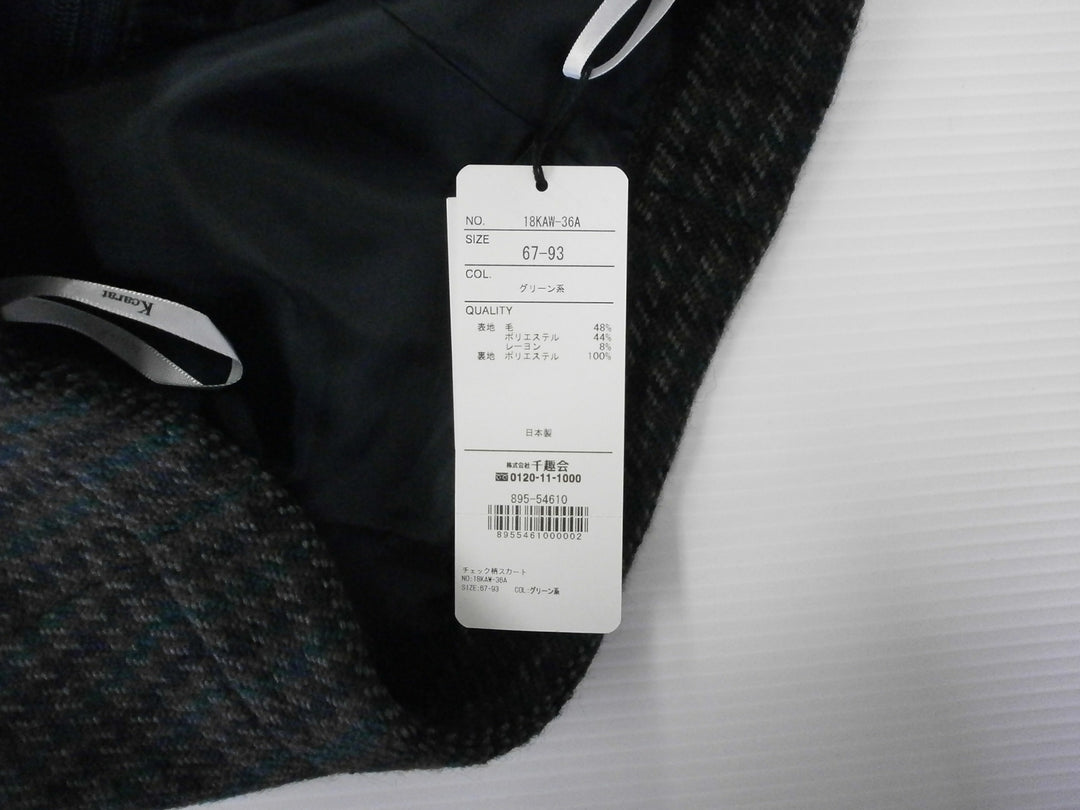 NO. 18KAW-36A
SIZE
67-93
COL.
グリーン系
QUALITY
表地 毛 48%
ポリエステル 44%
レーヨン 8%
裏地 ポリエステル 100%
日本製
株式会社 千趣会
0120-11-1000
895-54610
8955461000002
チェック柄スカート
NO:18KAW-36A
SIZE:67-93 COL:グリーン系
Kcarat